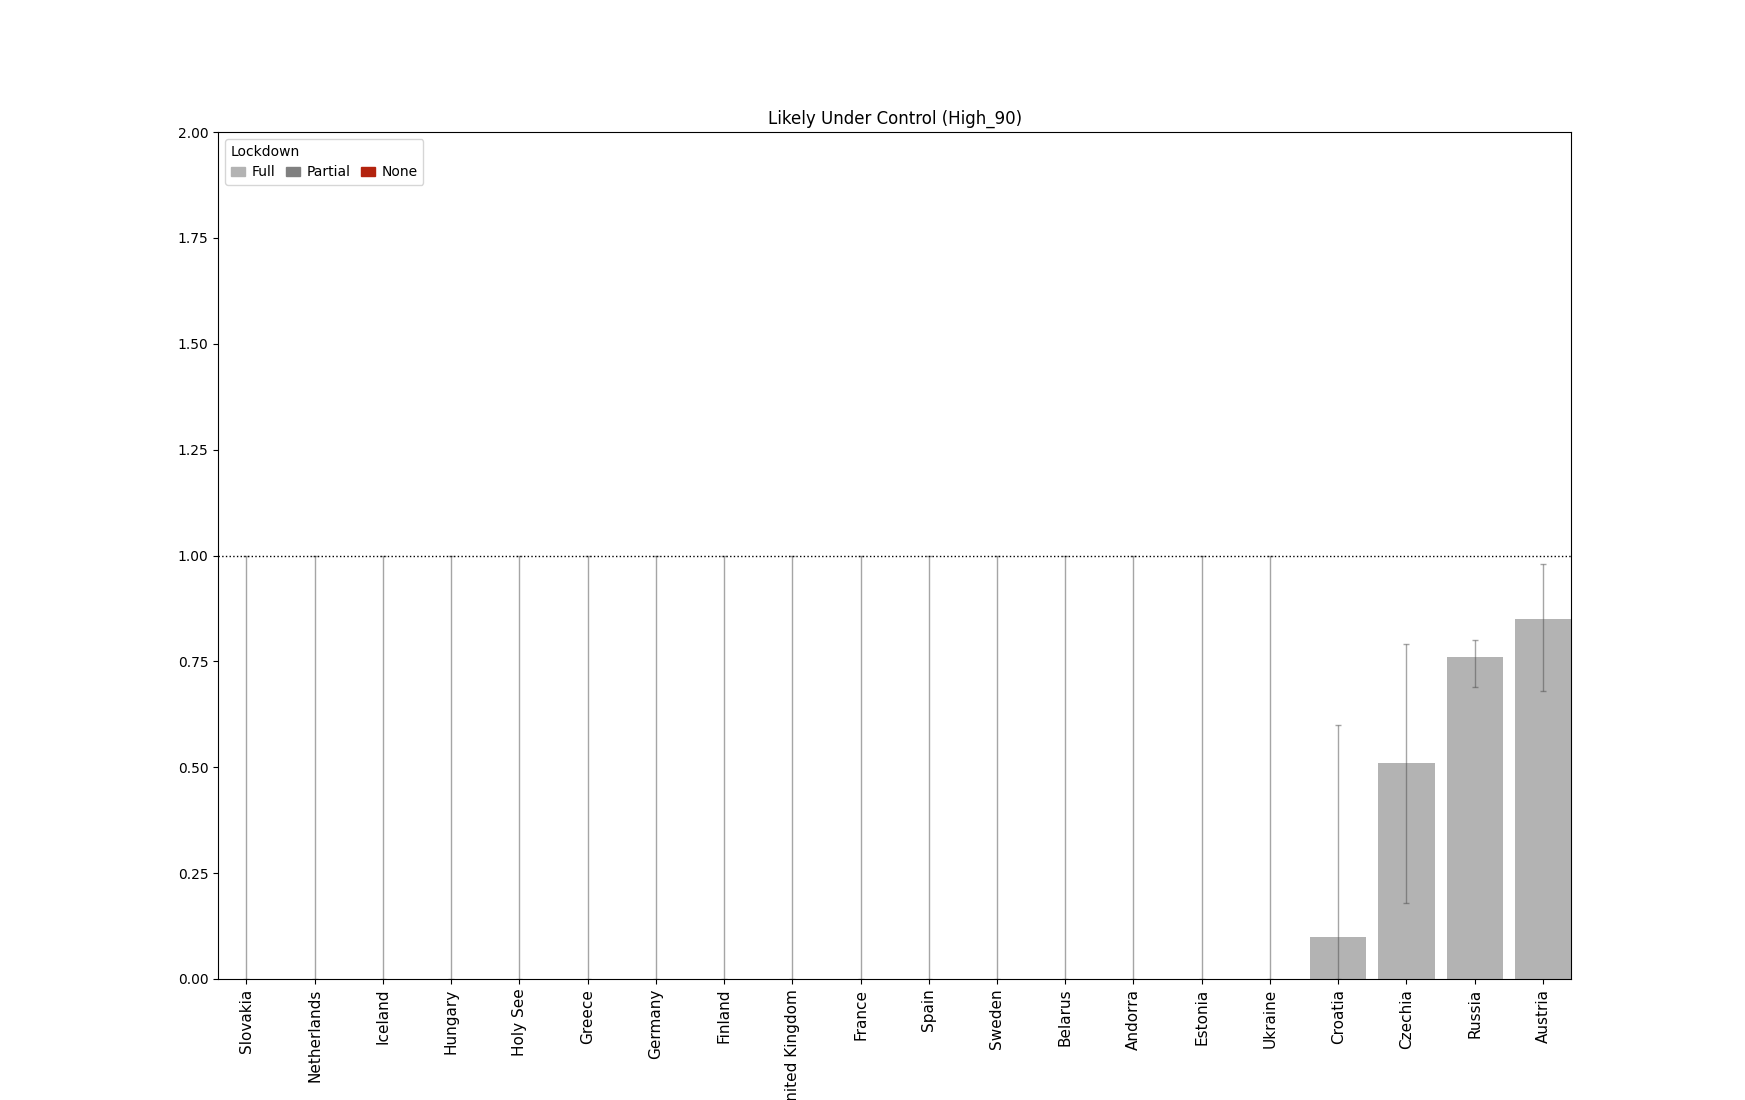 Likely Under Control (High_90)
Lockdown
Full Partial None
2.00
1.75
1.50
1.25
1.00
0.75
0.50
0.25
0.00
Slovakia
Netherlands
Iceland
Hungary
Holy See
Greece
Germany
Finland
nited Kingdom
France
Spain
Sweden
Belarus
Andorra
Estonia
Ukraine
Croatia
Czechia
Russia
Austria